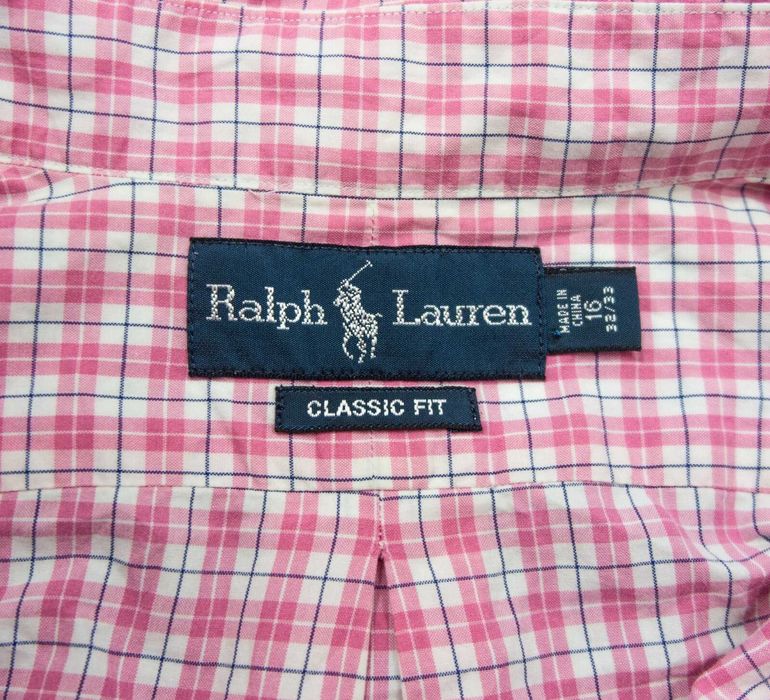 Ralph Lauren
MADE IN
CHINA
16
32/33
CLASSIC FIT